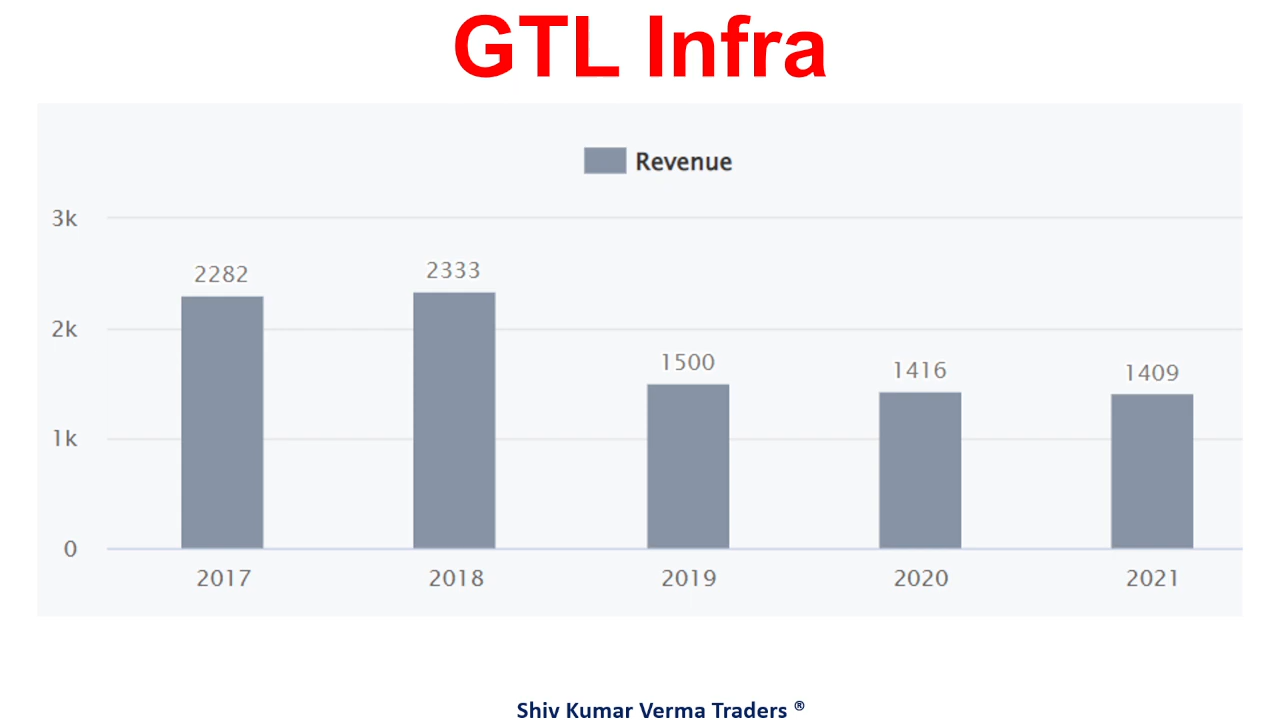 GTL Infra
Revenue
3k
2282
2333
2k
1500
1416
1409
1k
0
2017
2018
2019
2020
2021
Shiv Kumar Verma Traders ®